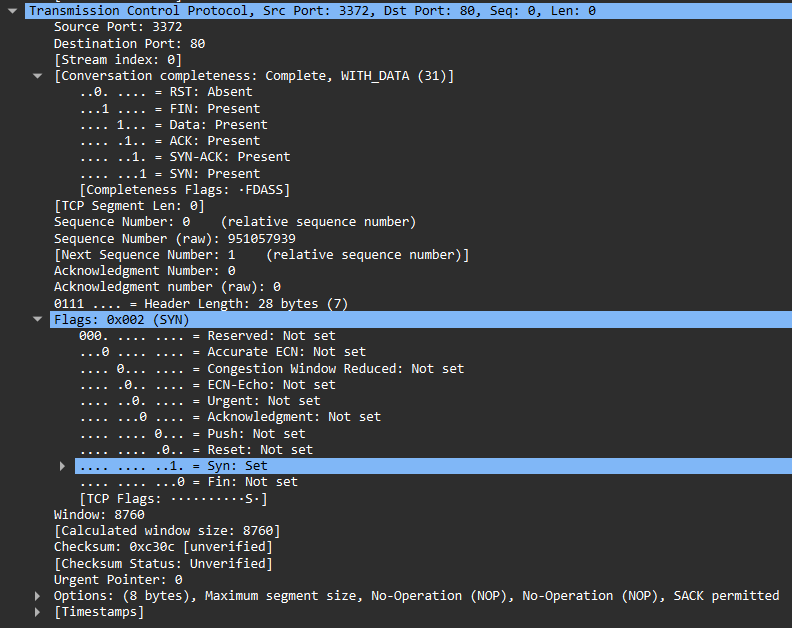 Transmission Control Protocol, Src Port: 3372, Dst Port: 80, Seq: 0, Len: 0
Source Port: 3372
Destination Port: 80
[Stream index: 0]
[Conversation completeness: Complete, WITH_DATA (31)]
..0. .... = RST: Absent
...1 .... = FIN: Present
.... 1... = Data: Present
.... .1.. = ACK: Present
.... ..1. = SYN-ACK: Present
.... ...1 = SYN: Present
[Completeness Flags: ·FDASS]
[TCP Segment Len: 0]
Sequence Number: 0    (relative sequence number)
Sequence Number (raw): 951057939
[Next Sequence Number: 1    (relative sequence number)]
Acknowledgment Number: 0
Acknowledgment number (raw): 0
0111 .... = Header Length: 28 bytes (7)
Flags: 0x002 (SYN)
000. .... .... = Reserved: Not set
...0 .... .... = Accurate ECN: Not set
.... 0... .... = Congestion Window Reduced: Not set
.... .0.. .... = ECN-Echo: Not set
.... ..0. .... = Urgent: Not set
.... ...0 .... = Acknowledgment: Not set
.... .... 0... = Push: Not set
.... .... .0.. = Reset: Not set
.... .... ..1. = Syn: Set
.... .... ...0 = Fin: Not set
[TCP Flags: ··········S·]
Window: 8760
[Calculated window size: 8760]
Checksum: 0xc30c [unverified]
[Checksum Status: Unverified]
Urgent Pointer: 0
Options: (8 bytes), Maximum segment size, No-Operation (NOP), No-Operation (NOP), SACK permitted
[Timestamps]